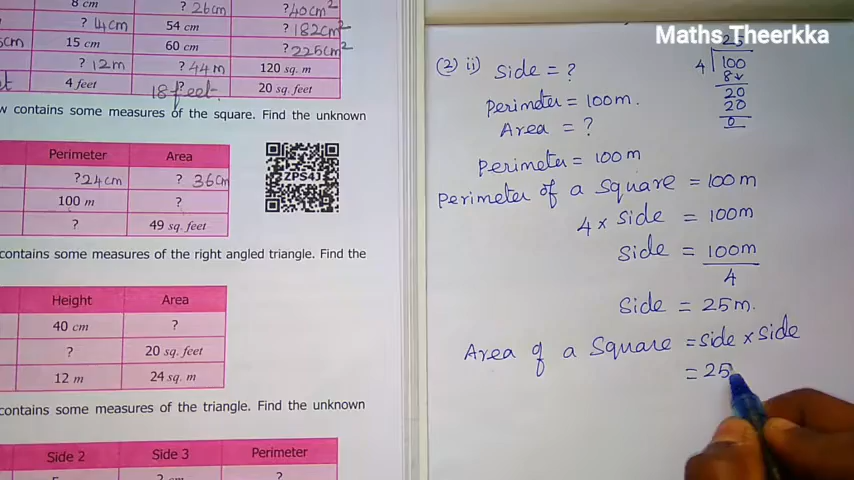 8 cm ? 26cm ? 40cm²
? 14cm 54 cm ? 182cm²
5cm 15 cm 60 cm ? 225cm²
? 12m ? 44m 120 sq. m
4 feet 18 feet 20 sq. feet
w contains some measures of the square. Find the unknown
Perimeter Area
? 24cm ? 36cm
100 m ?
? 49 sq. feet
ZPS4J
contains some measures of the right angled triangle. Find the
Height Area
40 cm ?
? 20 sq. feet
12 m 24 sq. m
contains some measures of the triangle. Find the unknown
Side 2 Side 3 Perimeter
? cm ?
Maths Theerkka
(2) ii) Side = ?
Perimeter = 100m.
Area = ?
25
4 100
8
20
20
0
Perimeter = 100m
Perimeter of a Square = 100m
4 × Side = 100m
Side = 100m
4
Side = 25m.
Area of a Square = Side × Side
= 25